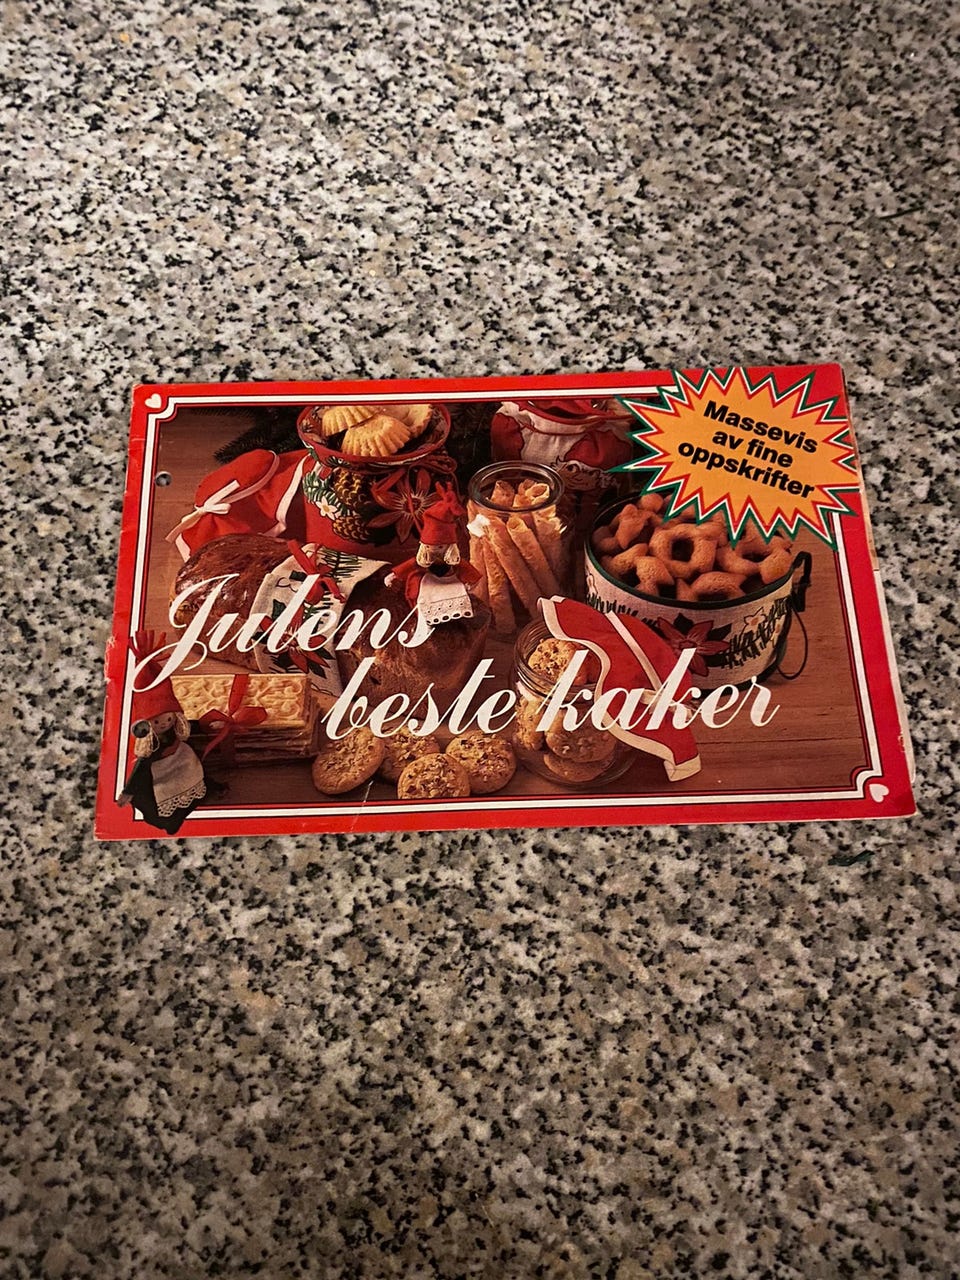 Massevis
av fine
oppskrifter
Julens
beste kaker